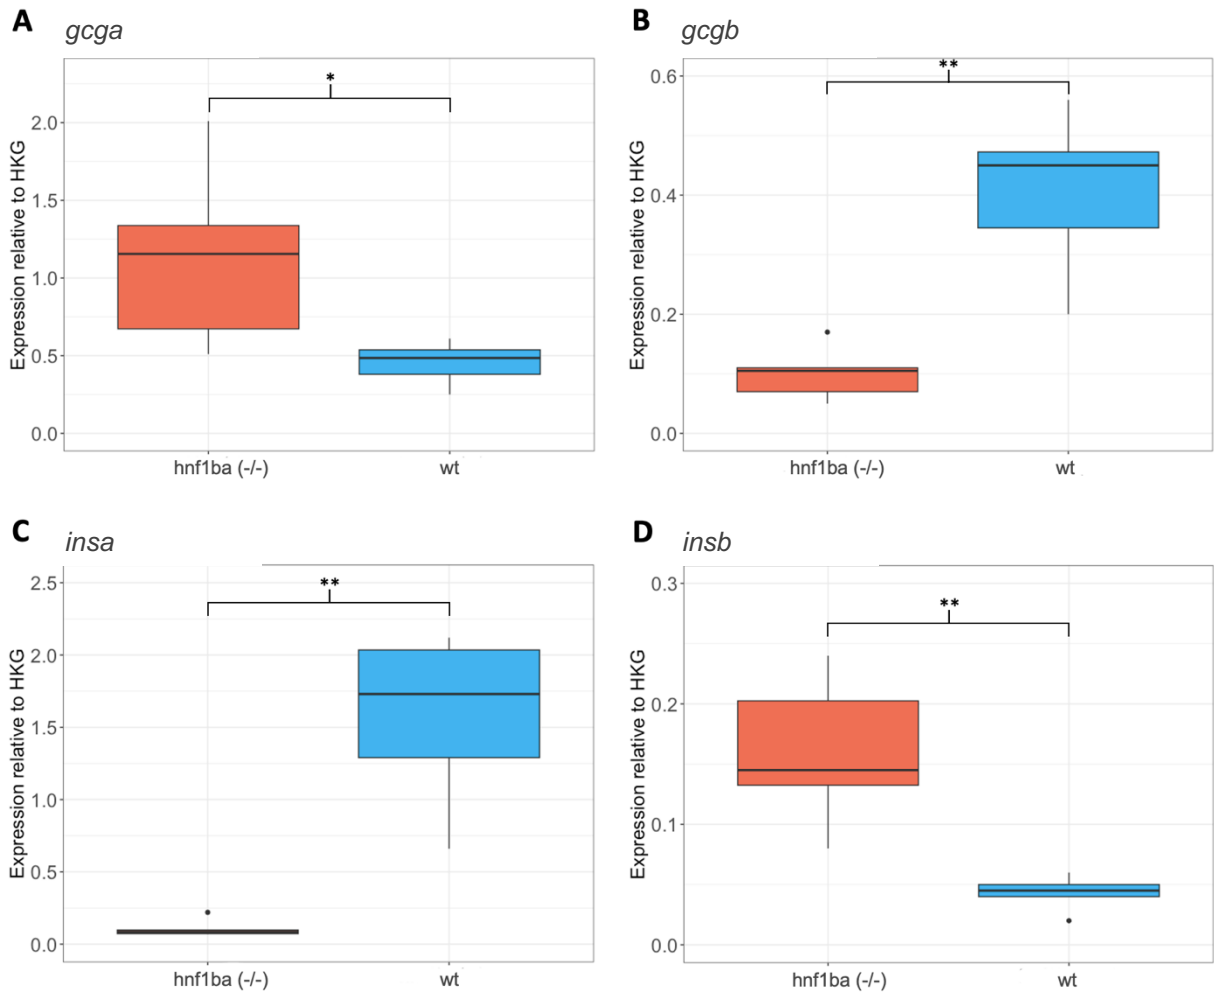 A gcga
*
Expression relative to HKG
2.0
1.5
1.0
0.5
0.0
hnf1ba (-/-) wt
B gcgb
**
Expression relative to HKG
0.6
0.4
0.2
0.0
hnf1ba (-/-) wt
C insa
**
Expression relative to HKG
2.5
2.0
1.5
1.0
0.5
0.0
hnf1ba (-/-) wt
D insb
**
Expression relative to HKG
0.3
0.2
0.1
0.0
hnf1ba (-/-) wt